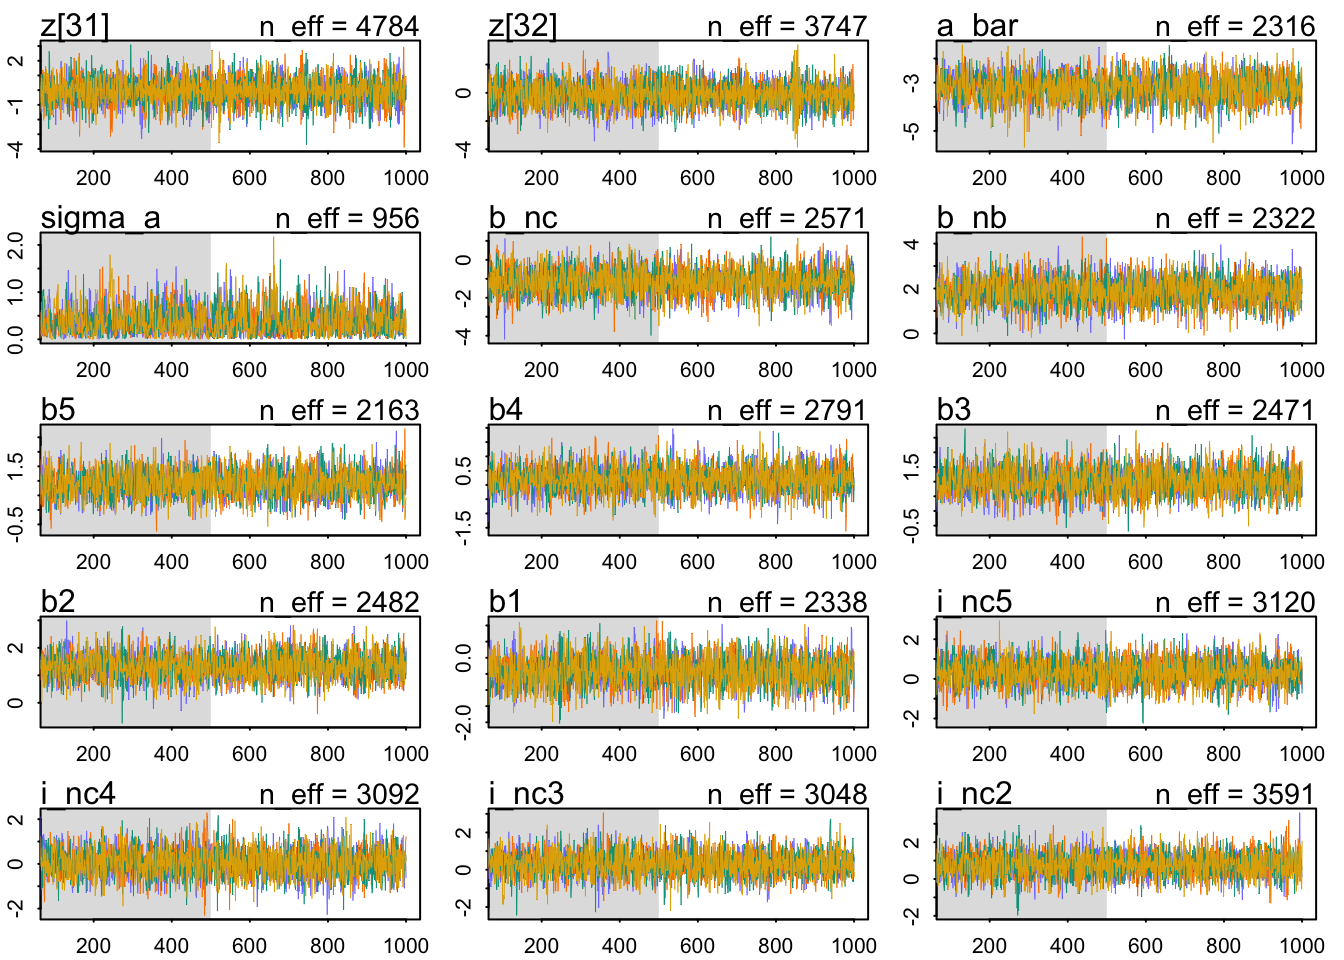 z[31] n_eff = 4784 z[32] n_eff = 3747 a_bar n_eff = 2316
2 -1 -4 0 -4 -3 -5
200 400 600 800 1000 200 400 600 800 1000 200 400 600 800 1000
sigma_a n_eff = 956 b_nc n_eff = 2571 b_nb n_eff = 2322
2.0 1.0 0.0 0 -2 -4 4 2 0
200 400 600 800 1000 200 400 600 800 1000 200 400 600 800 1000
b5 n_eff = 2163 b4 n_eff = 2791 b3 n_eff = 2471
1.5 -0.5 0.5 -1.5 1.5 -0.5
200 400 600 800 1000 200 400 600 800 1000 200 400 600 800 1000
b2 n_eff = 2482 b1 n_eff = 2338 i_nc5 n_eff = 3120
2 0 0.0 -2.0 2 0 -2
200 400 600 800 1000 200 400 600 800 1000 200 400 600 800 1000
i_nc4 n_eff = 3092 i_nc3 n_eff = 3048 i_nc2 n_eff = 3591
2 0 -2 2 0 -2 2 0 -2
200 400 600 800 1000 200 400 600 800 1000 200 400 600 800 1000